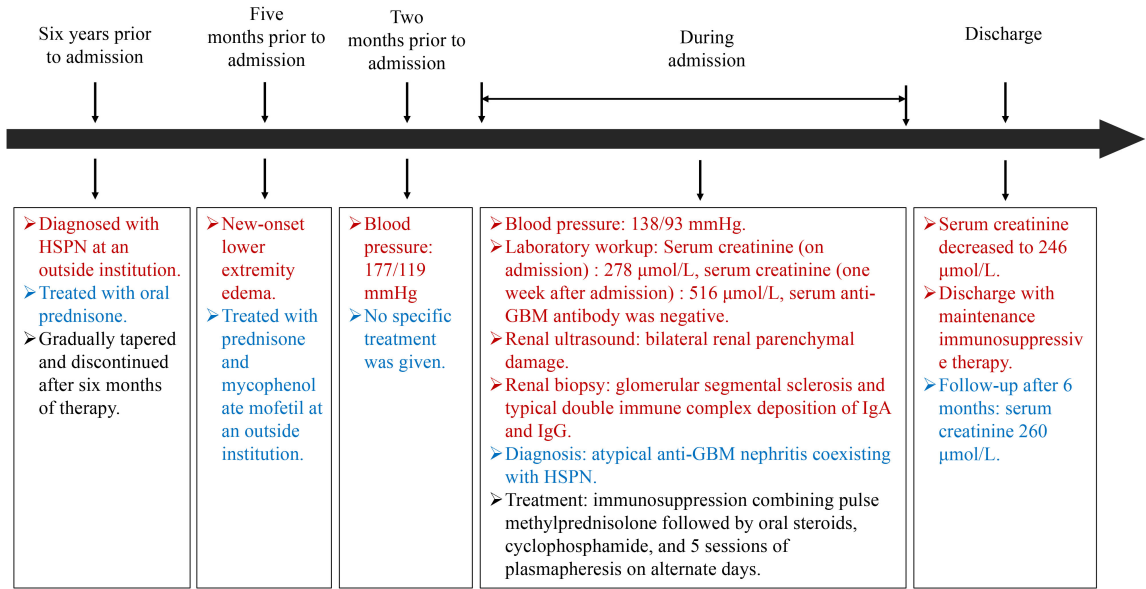 Six years prior
to admission
Five
months prior to
admission
Two
months prior to
admission
During
admission
Discharge
➢Diagnosed with
HSPN at an
outside institution.
➢Treated with oral
prednisone.
➢Gradually tapered
and discontinued
after six months
of therapy.
➢New-onset
lower
extremity
edema.
➢Treated with
prednisone
and
mycophenol
ate mofetil at
an outside
institution.
➢Blood
pressure:
177/119
mmHg
➢No specific
treatment
was given.
➢Blood pressure: 138/93 mmHg.
➢Laboratory workup: Serum creatinine (on
admission) : 278 μmol/L, serum creatinine (one
week after admission) : 516 μmol/L, serum anti-
GBM antibody was negative.
➢Renal ultrasound: bilateral renal parenchymal
damage.
➢Renal biopsy: glomerular segmental sclerosis and
typical double immune complex deposition of IgA
and IgG.
➢Diagnosis: atypical anti-GBM nephritis coexisting
with HSPN.
➢Treatment: immunosuppression combining pulse
methylprednisolone followed by oral steroids,
cyclophosphamide, and 5 sessions of
plasmapheresis on alternate days.
➢Serum creatinine
decreased to 246
μmol/L.
➢Discharge with
maintenance
immunosuppressiv
e therapy.
➢Follow-up after 6
months: serum
creatinine 260
μmol/L.